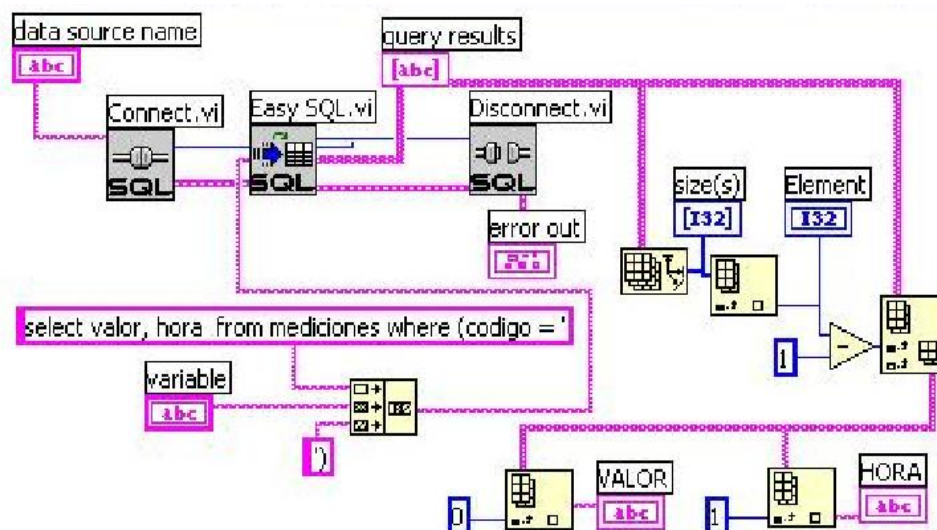 data source name
abc
query results
[abc]
Connect.vi
SQL
Easy SQL.vi
SQL
Disconnect.vi
SQL
error out
size(s)
[I32]
Element
I32
select valor, hora from mediciones where (codigo = '
variable
abc
')
1
0
VALOR
abc
1
HORA
abc